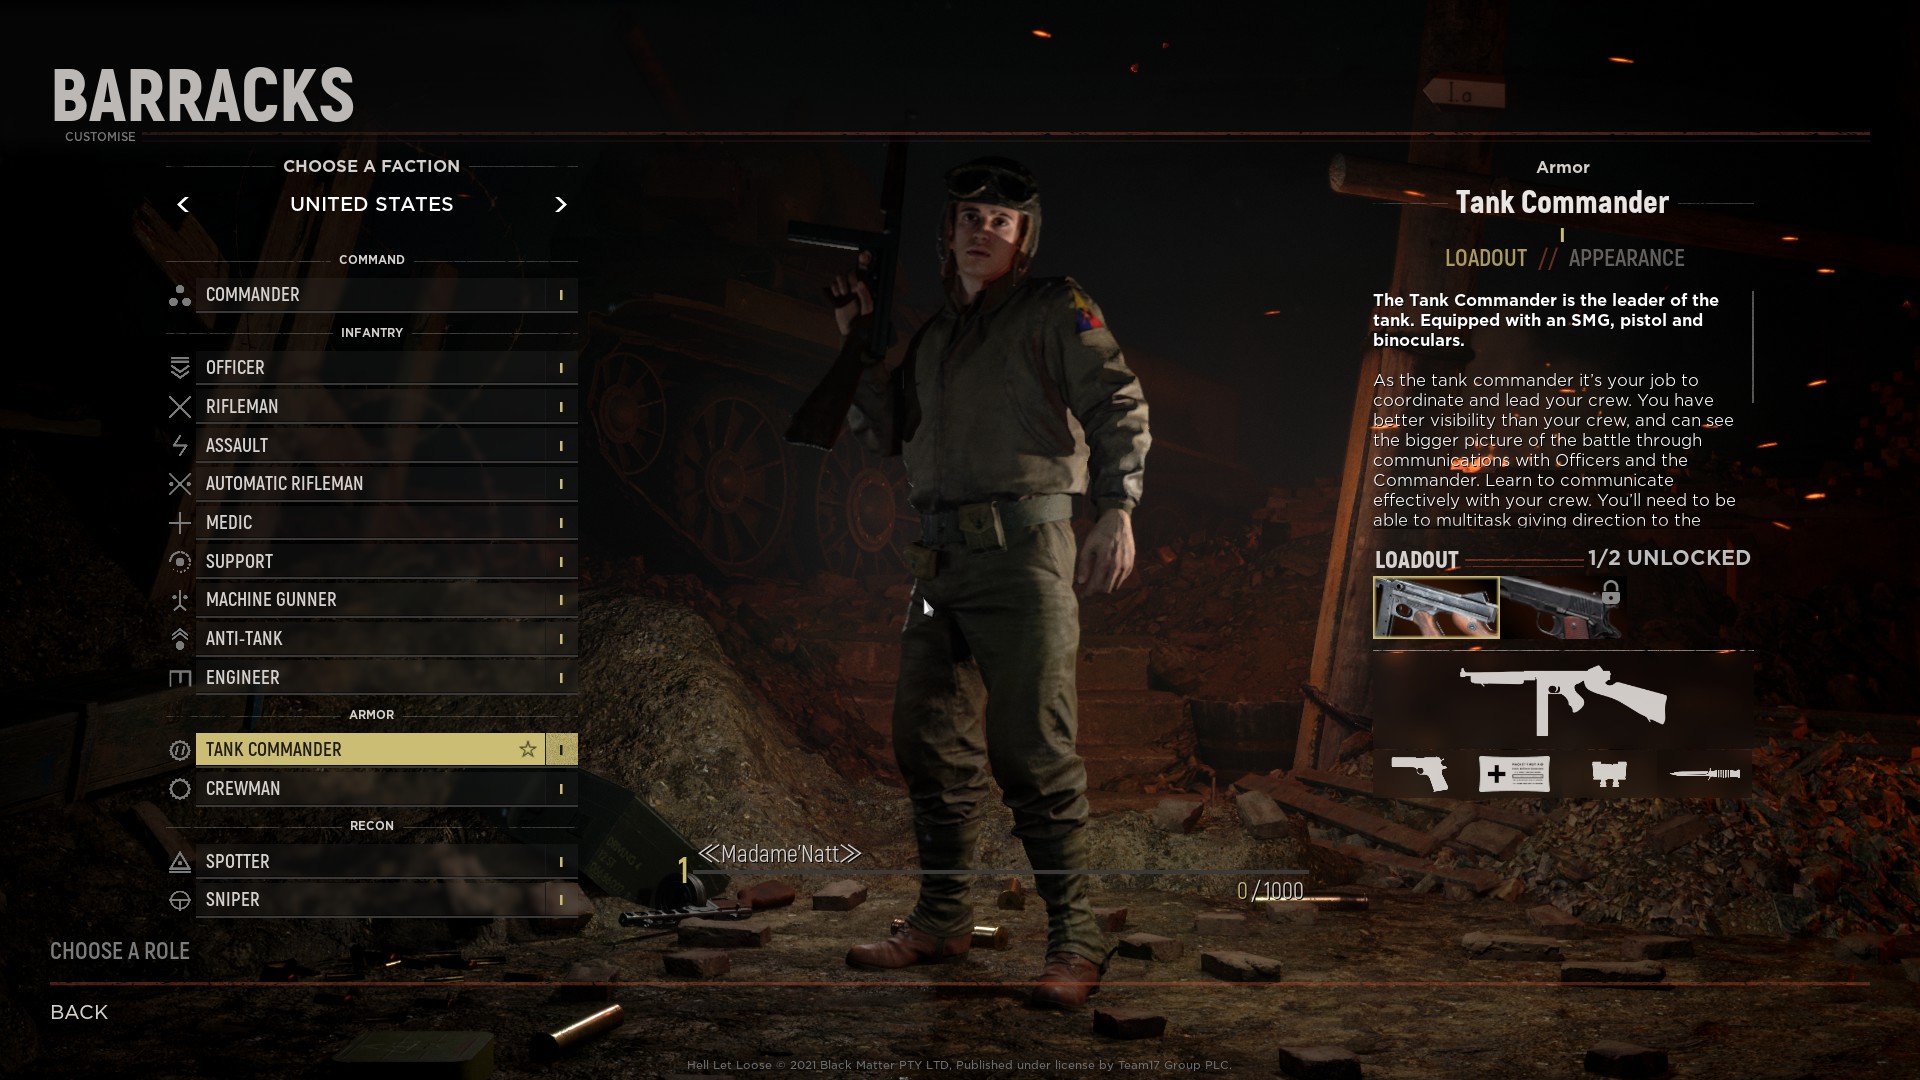 BARRACKS
CUSTOMISE
CHOOSE A FACTION
UNITED STATES
COMMAND
COMMANDER I
INFANTRY
OFFICER I
RIFLEMAN I
ASSAULT I
AUTOMATIC RIFLEMAN I
MEDIC I
SUPPORT I
MACHINE GUNNER I
ANTI-TANK I
ENGINEER I
ARMOR
TANK COMMANDER I
CREWMAN I
RECON
SPOTTER I
SNIPER I
CHOOSE A ROLE
BACK
1 ≪Madame'Natt≫
0/1000
I.a
Armor
Tank Commander
I
LOADOUT // APPEARANCE
The Tank Commander is the leader of the
tank. Equipped with an SMG, pistol and
binoculars.
As the tank commander it's your job to
coordinate and lead your crew. You have
better visibility than your crew, and can see
the bigger picture of the battle through
communications with Officers and the
Commander. Learn to communicate
effectively with your crew. You'll need to be
able to multitask giving direction to the
LOADOUT 1/2 UNLOCKED
Hell Let Loose © 2021 Black Matter PTY LTD, Published under license by Team17 Group PLC.